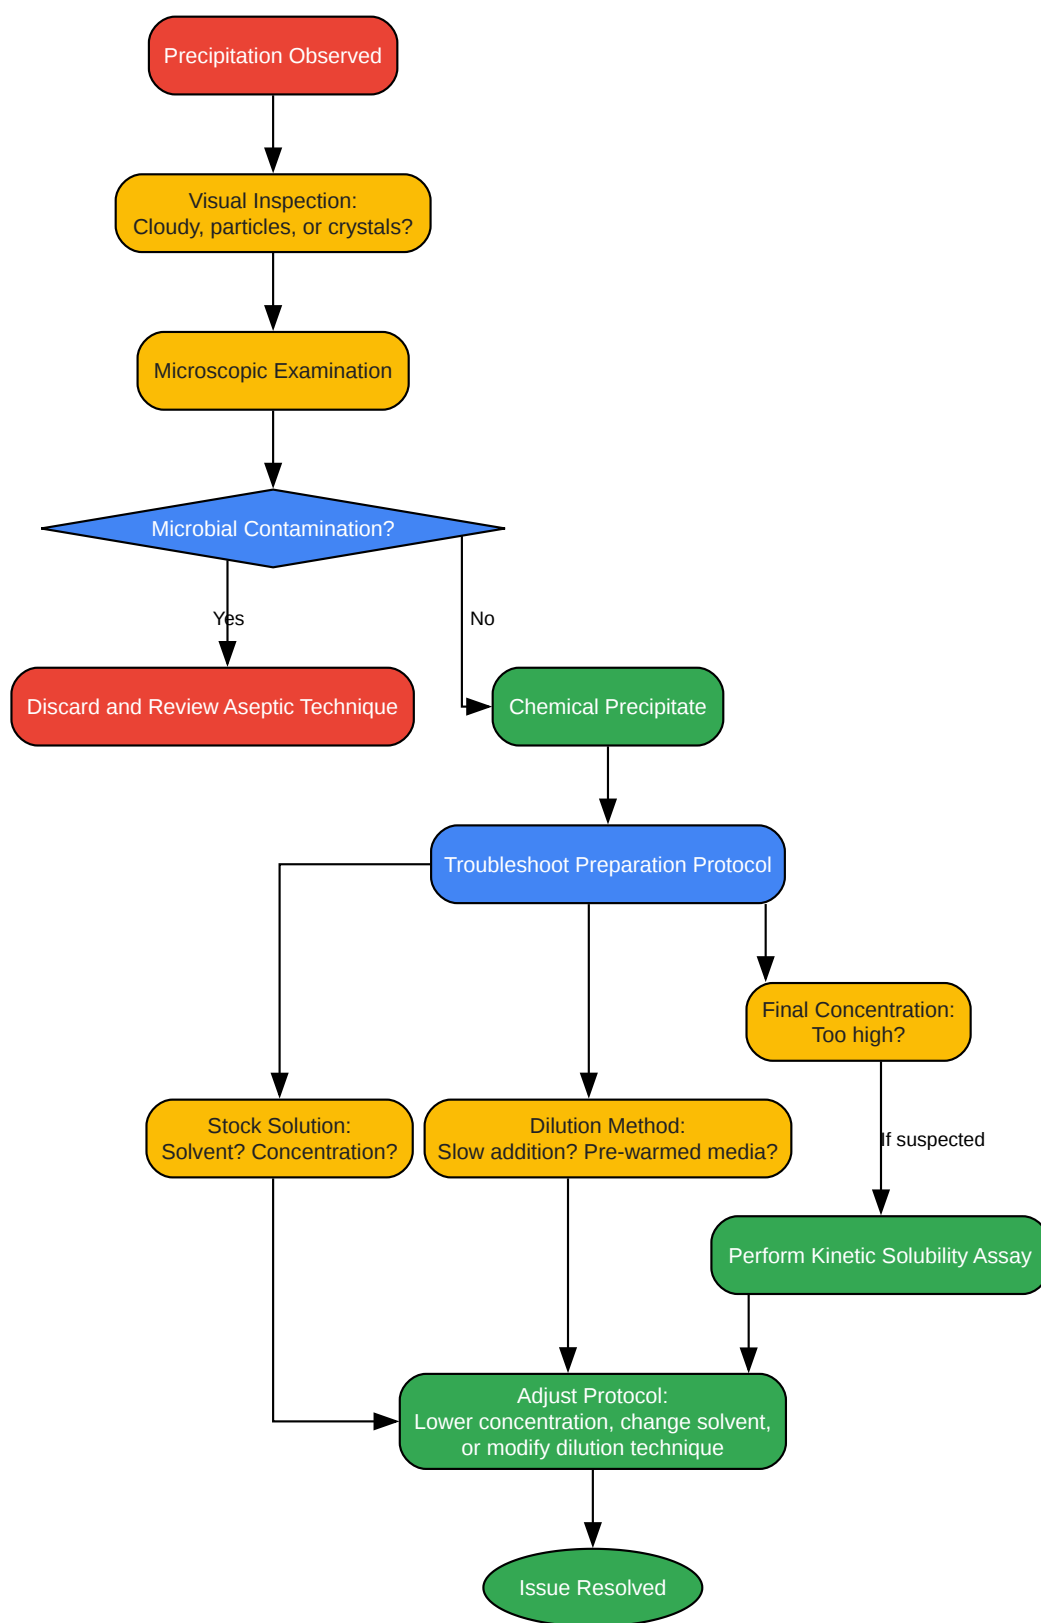 Precipitation Observed
Visual Inspection:
Cloudy, particles, or crystals?
Microscopic Examination
Microbial Contamination?
Yes
No
Discard and Review Aseptic Technique
Chemical Precipitate
Troubleshoot Preparation Protocol
Final Concentration:
Too high?
Stock Solution:
Solvent? Concentration?
Dilution Method:
Slow addition? Pre-warmed media?
If suspected
Perform Kinetic Solubility Assay
Adjust Protocol:
Lower concentration, change solvent,
or modify dilution technique
Issue Resolved